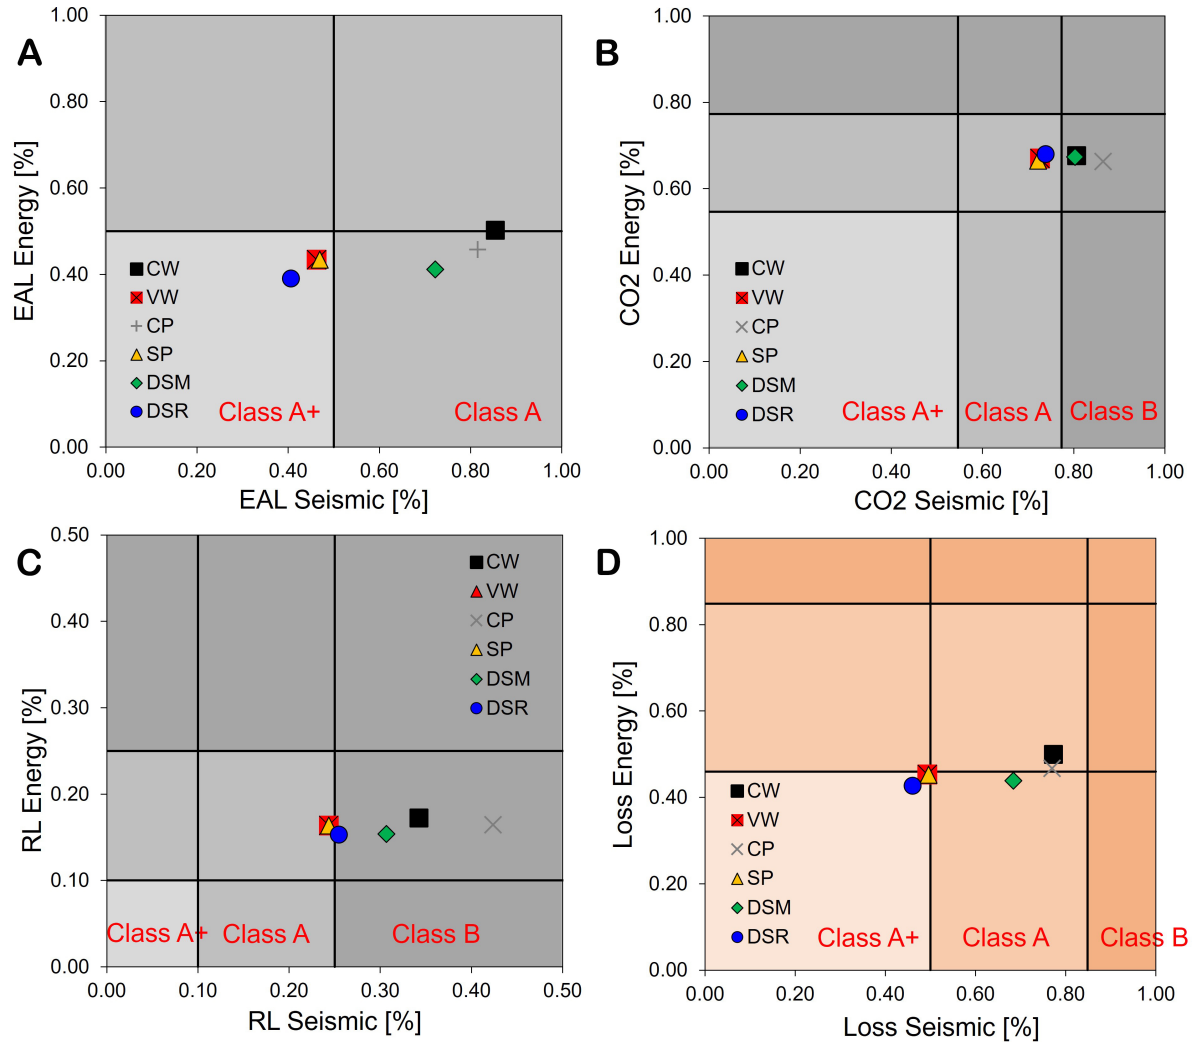 A
1.00
0.80
0.60
0.40
0.20
0.00
EAL Energy [%]
CW
VW
CP
SP
DSM
DSR
Class A+
Class A
0.00 0.20 0.40 0.60 0.80 1.00
EAL Seismic [%]
B
1.00
0.80
0.60
0.40
0.20
0.00
CO2 Energy [%]
CW
VW
CP
SP
DSM
DSR
Class A+
Class A
Class B
0.00 0.20 0.40 0.60 0.80 1.00
CO2 Seismic [%]
C
0.50
0.40
0.30
0.20
0.10
0.00
RL Energy [%]
CW
VW
CP
SP
DSM
DSR
Class A+
Class A
Class B
0.00 0.10 0.20 0.30 0.40 0.50
RL Seismic [%]
D
1.00
0.80
0.60
0.40
0.20
0.00
Loss Energy [%]
CW
VW
CP
SP
DSM
DSR
Class A+
Class A
Class B
0.00 0.20 0.40 0.60 0.80 1.00
Loss Seismic [%]